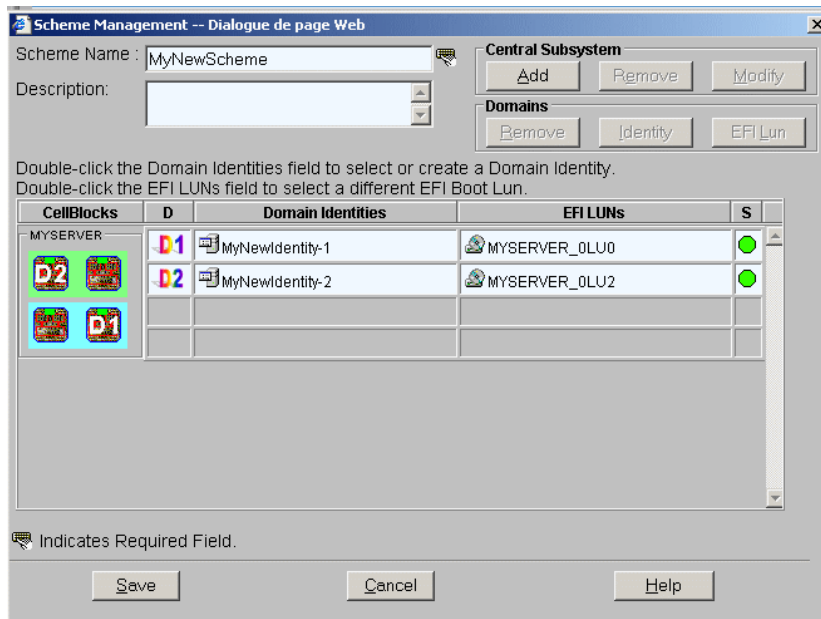 Scheme Management -- Dialogue de page Web
Scheme Name : MyNewScheme
Description:
Central Subsystem
Add Remove Modify
Domains
Remove Identity EFI Lun
Double-click the Domain Identities field to select or create a Domain Identity.
Double-click the EFI LUNs field to select a different EFI Boot Lun.
CellBlocks D Domain Identities EFI LUNs S
MYSERVER
D1 MyNewIdentity-1 MYSERVER_0LU0
D2 D2 MyNewIdentity-2 MYSERVER_0LU2
D1
Indicates Required Field.
Save Cancel Help